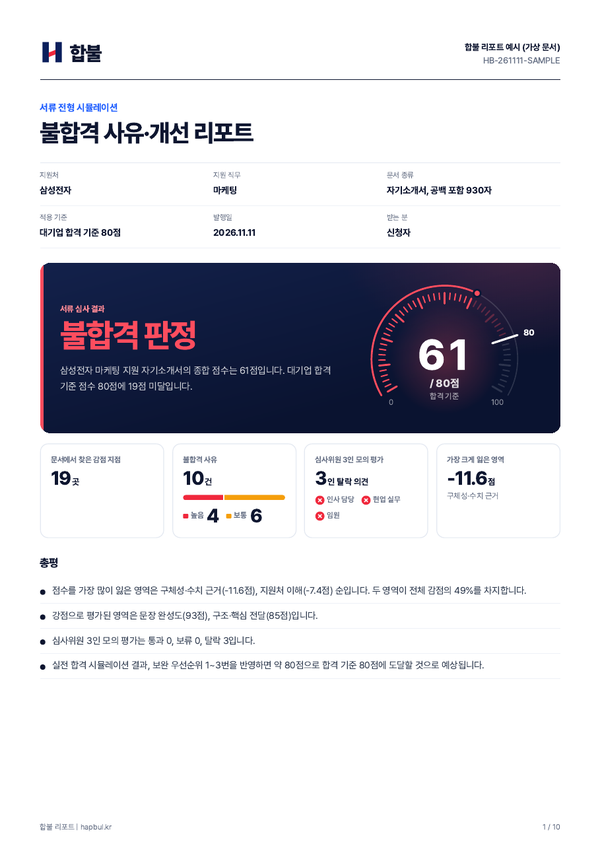 합불
합불 리포트 예시 (가상 문서)
HB-261111-SAMPLE
서류 전형 시뮬레이션
불합격 사유·개선 리포트
지원처
지원 직무
문서 종류
삼성전자
마케팅
자기소개서, 공백 포함 930자
적용 기준
발행일
받는 분
대기업 합격 기준 80점
2026.11.11
신청자
서류 심사 결과
불합격 판정
삼성전자 마케팅 지원 자기소개서의 종합 점수는 61점입니다. 대기업 합격
기준 점수 80점에 19점 미달입니다.
80
61
/ 80점
합격 기준
0
100
문서에서 찾은 감점 지점
19곳
불합격 사유
10건
높음 4
보통 6
심사위원 3인 모의 평가
3인 탈락 의견
인사 담당
현업 실무
임원
가장 크게 잃은 영역
-11.6점
구체성·수치 근거
총평
점수를 가장 많이 잃은 영역은 구체성·수치 근거(-11.6점), 지원처 이해(-7.4점) 순입니다. 두 영역이 전체 감점의 49%를 차지합니다.
강점으로 평가된 영역은 문장 완성도(93점), 구조·핵심 전달(85점)입니다.
심사위원 3인 모의 평가는 통과 0, 보류 0, 탈락 3입니다.
실전 합격 시뮬레이션 결과, 보완 우선순위 1~3번을 반영하면 약 80점으로 합격 기준 80점에 도달할 것으로 예상됩니다.
합불 리포트 | hapbul.kr
1 / 10